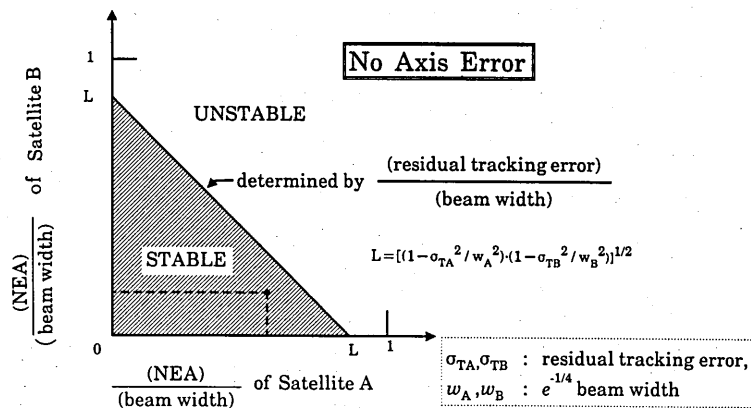 No Axis Error
1
L
UNSTABLE
(NEA)
(beam width)
of Satellite B
determined by (residual tracking error)
(beam width)
L=[(1−σTA²/wA²)·(1−σTB²/wB²)]^1/2
STABLE
0
L
1
(NEA)
(beam width)
of Satellite A
σTA,σTB : residual tracking error,
wA,wB : e^-1/4 beam width